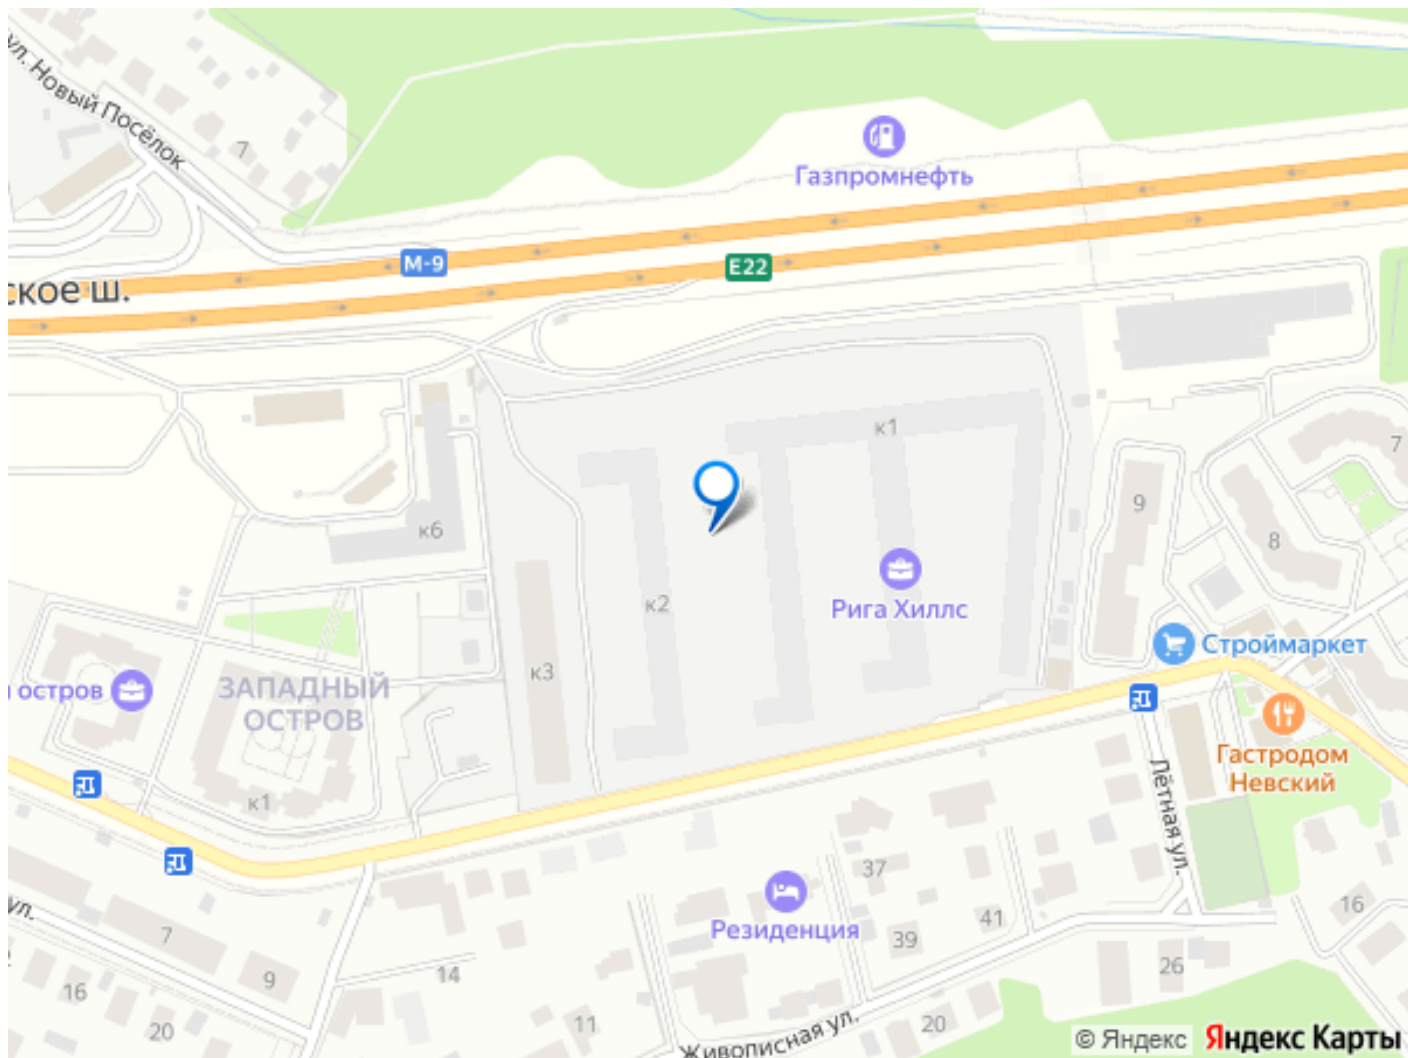 ул. Новый Посёлок
7
Газпромнефть
М-9
E22
ское ш.
к1
7
9
8
к6
к2
Рига Хиллс
Строймаркет
к3
остров
ЗАПАДНЫЙ
ОСТРОВ
к1
Гастродом
Невский
Лётная ул.
37
Резиденция
41
39
16
ул.
7
9
14
26
16
20
11
20
Живописная ул.
© Яндекс Яндекс Карты